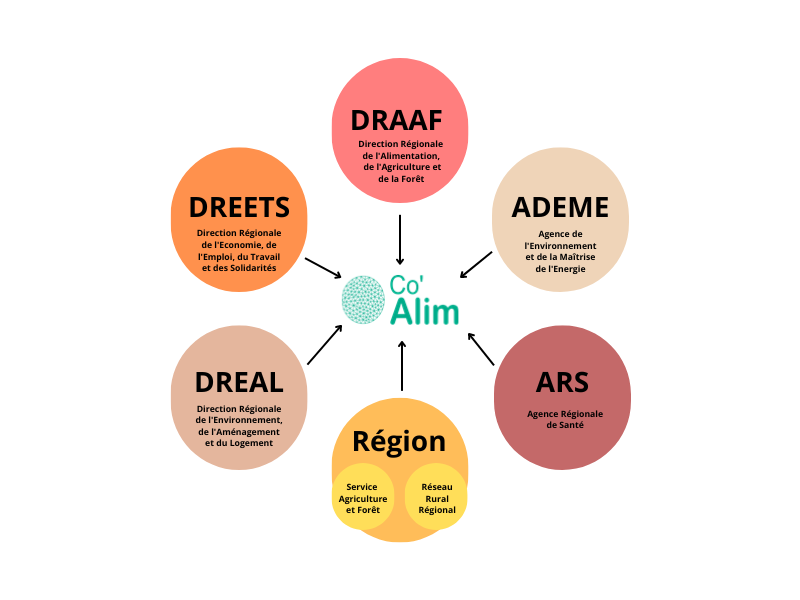 DRAAF
Direction Régionale
de l'Alimentation,
de l'Agriculture et
de la Forêt
DREETS
Direction Régionale
de l'Economie, de
l'Emploi, du Travail
et des Solidarités
ADEME
Agence de
l'Environnement
et de la Maîtrise
de l'Energie
Co'
Alim
DREAL
Direction Régionale
de l'Environnement,
de l'Aménagement
et du Logement
ARS
Agence Régionale
de Santé
Région
Service
Agriculture
et Forêt
Réseau
Rural
Régional